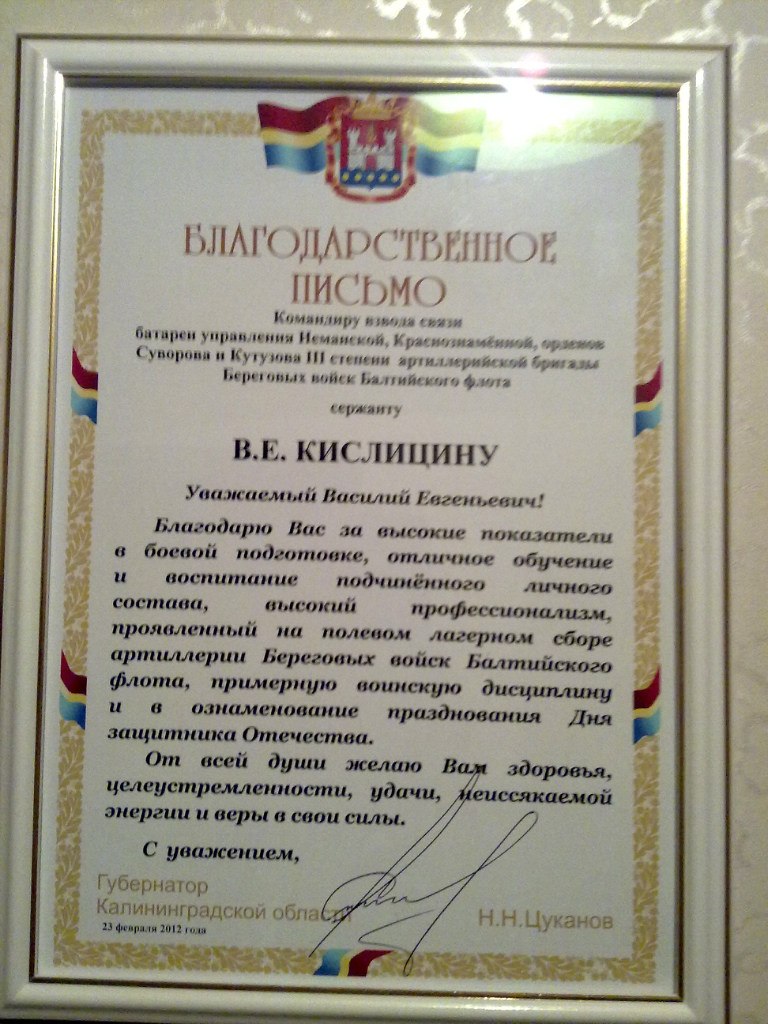 БЛАГОДАРСТВЕННОЕ
ПИСЬМО
Командиру взвода связи
батареи управления Неманской, Краснознамённой, орденов
Суворова и Кутузова III степени артиллерийской бригады
Береговых войск Балтийского флота
сержанту
В.Е. КИСЛИЦИНУ
Уважаемый Василий Евгеньевич!
Благодарю Вас за высокие показатели
в боевой подготовке, отличное обучение
и воспитание подчинённого личного
состава, высокий профессионализм,
проявленный на полевом лагерном сборе
артиллерии Береговых войск Балтийского
флота, примерную воинскую дисциплину
и в ознаменование празднования Дня
защитника Отечества.
От всей души желаю Вам здоровья,
целеустремленности, удачи, неиссякаемой
энергии и веры в свои силы.
С уважением,
Губернатор
Калининградской области
Н.Н.Цуканов
23 февраля 2012 года